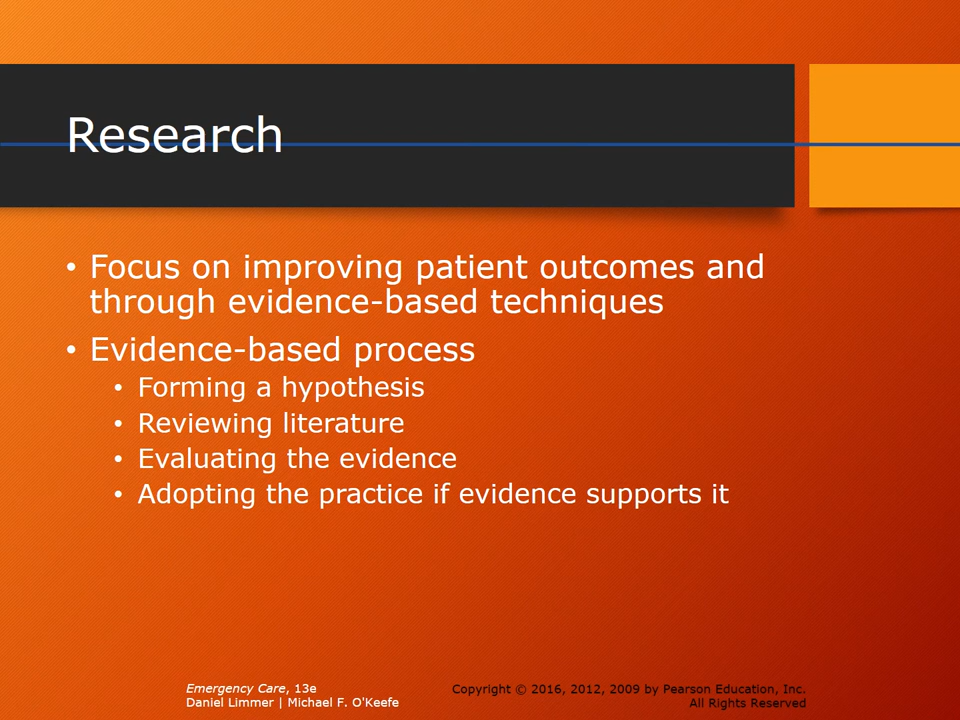 Research
• Focus on improving patient outcomes and
through evidence-based techniques
• Evidence-based process
• Forming a hypothesis
• Reviewing literature
• Evaluating the evidence
• Adopting the practice if evidence supports it
Emergency Care, 13e
Daniel Limmer | Michael F. O'Keefe
Copyright © 2016, 2012, 2009 by Pearson Education, Inc.
All Rights Reserved